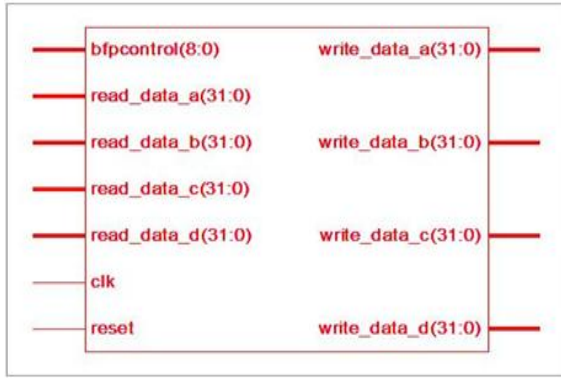 bfpcontrol(8:0)
write_data_a(31:0)
read_data_a(31:0)
read_data_b(31:0)
write_data_b(31:0)
read_data_c(31:0)
read_data_d(31:0)
write_data_c(31:0)
clk
reset
write_data_d(31:0)